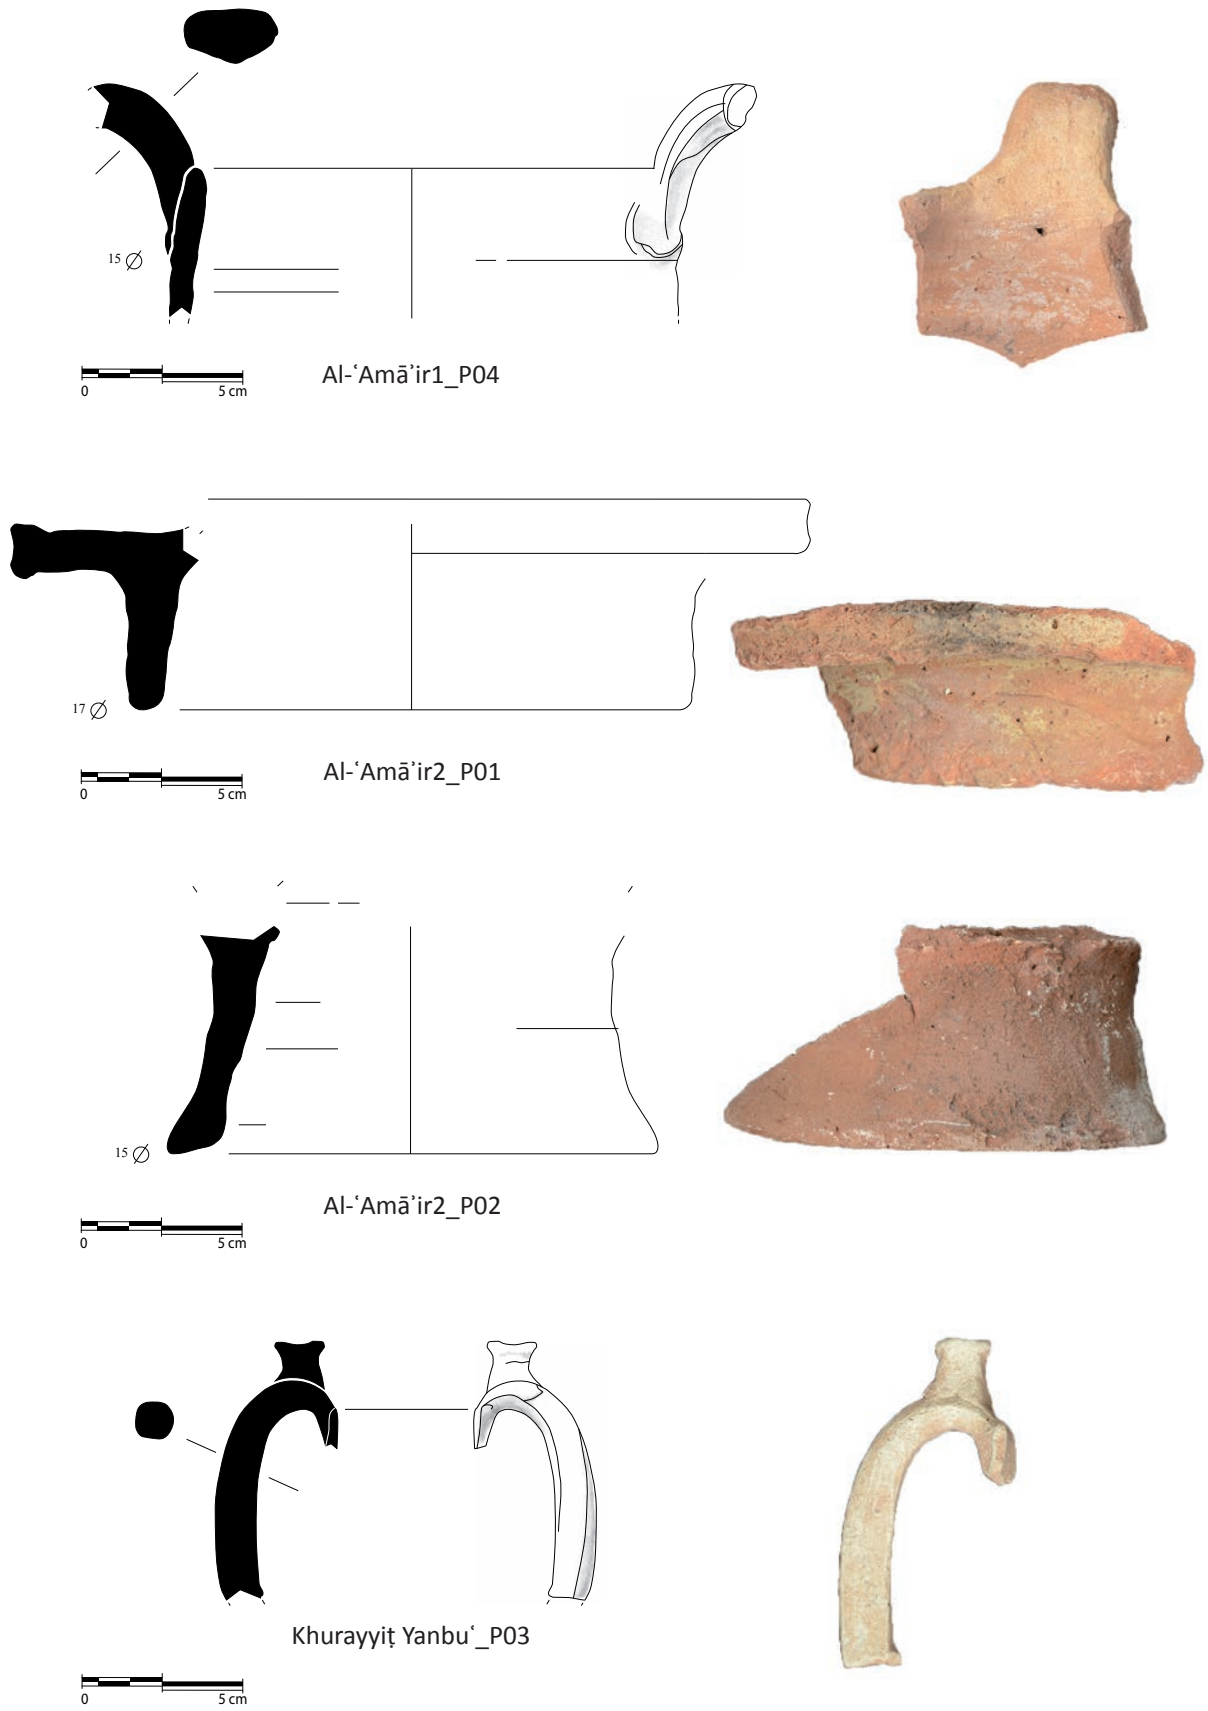 15 ∅
0 5 cm
Al-ʿAmāʾir1_P04
17 ∅
0 5 cm
Al-ʿAmāʾir2_P01
15 ∅
0 5 cm
Al-ʿAmāʾir2_P02
Khurayyiṭ Yanbuʿ_P03
0 5 cm